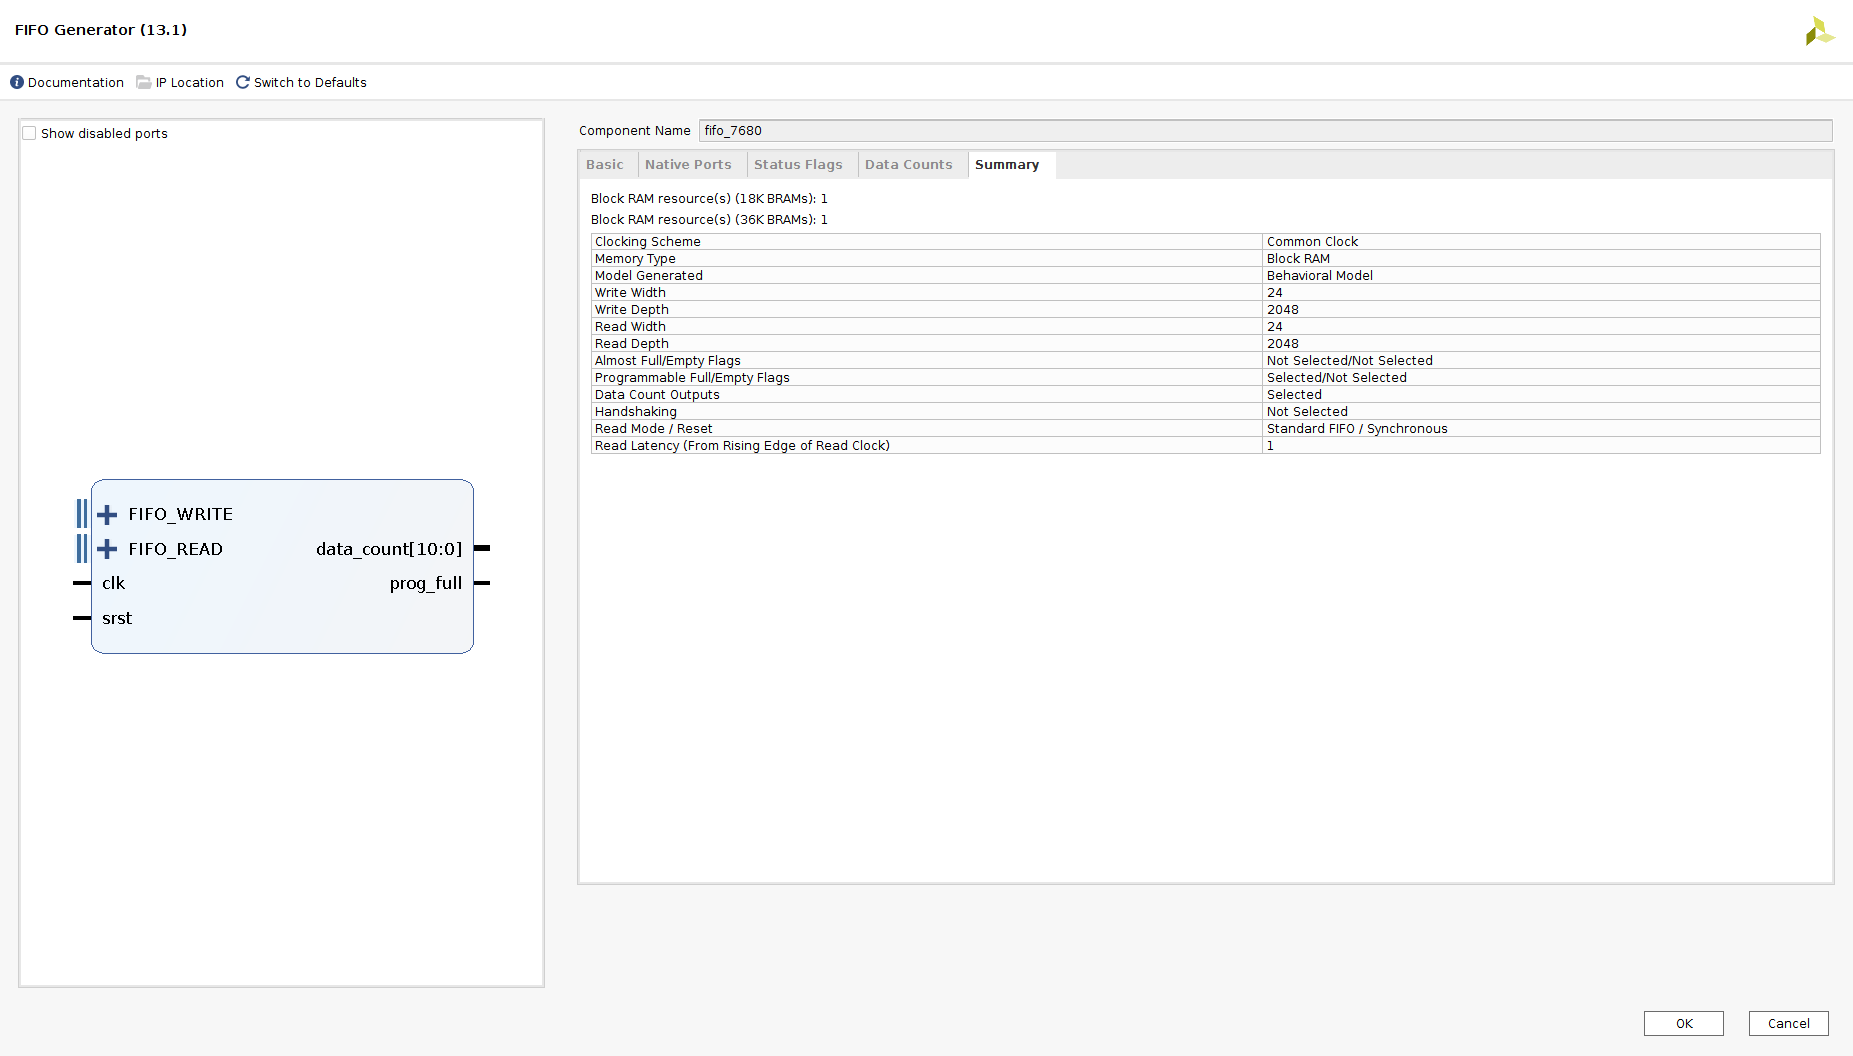 FIFO Generator (13.1)
Documentation IP Location Switch to Defaults
Show disabled ports
FIFO_WRITE
FIFO_READ data_count[10:0]
clk prog_full
srst
Component Name fifo_7680
Basic Native Ports Status Flags Data Counts Summary
Block RAM resource(s) (18K BRAMs): 1
Block RAM resource(s) (36K BRAMs): 1
Clocking Scheme Common Clock
Memory Type Block RAM
Model Generated Behavioral Model
Write Width 24
Write Depth 2048
Read Width 24
Read Depth 2048
Almost Full/Empty Flags Not Selected/Not Selected
Programmable Full/Empty Flags Selected/Not Selected
Data Count Outputs Selected
Handshaking Not Selected
Read Mode / Reset Standard FIFO / Synchronous
Read Latency (From Rising Edge of Read Clock) 1
OK Cancel